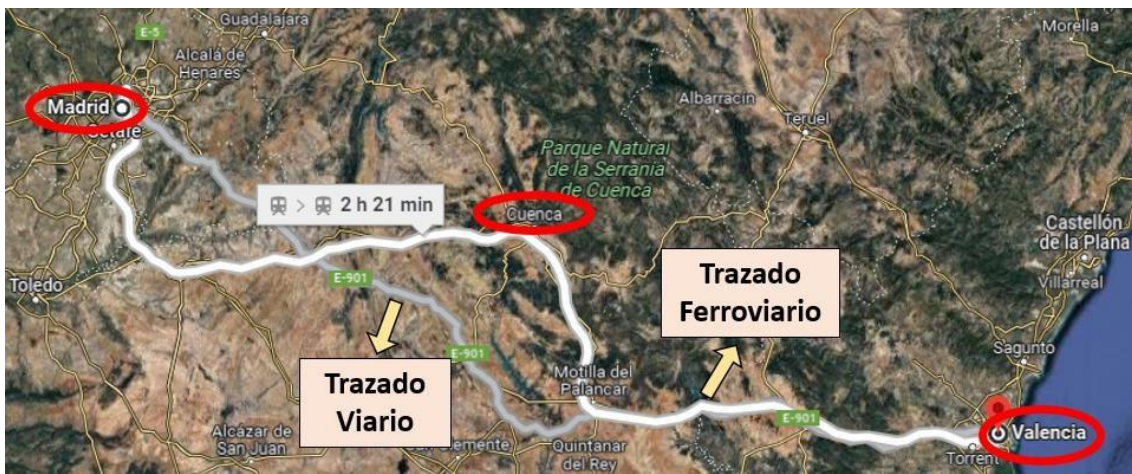 Guadalajara
Morella
E-5
Alcalá de
Henares
Madrid
Albarracín
Getafe
Teruel
Parque Natural
de la Serranía
de Cuenca
> 2 h 21 min
Cuenca
Castellón
de la Plana
Toledo
E-901
Trazado
Ferroviario
Villarreal
E-901
Sagunto
Trazado
Viario
Motilla del
Palancar
E-901
Valencia
Alcázar de
San Juan
Quintanar
del Rey
Torrent